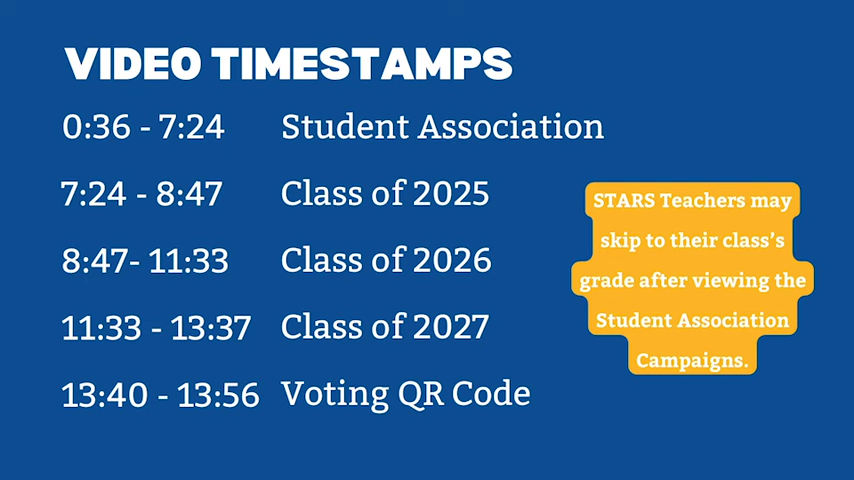 VIDEO TIMESTAMPS
0:36 - 7:24 Student Association
7:24 - 8:47 Class of 2025
8:47- 11:33 Class of 2026
11:33 - 13:37 Class of 2027
13:40 - 13:56 Voting QR Code
STARS Teachers may
skip to their class’s
grade after viewing the
Student Association
Campaigns.